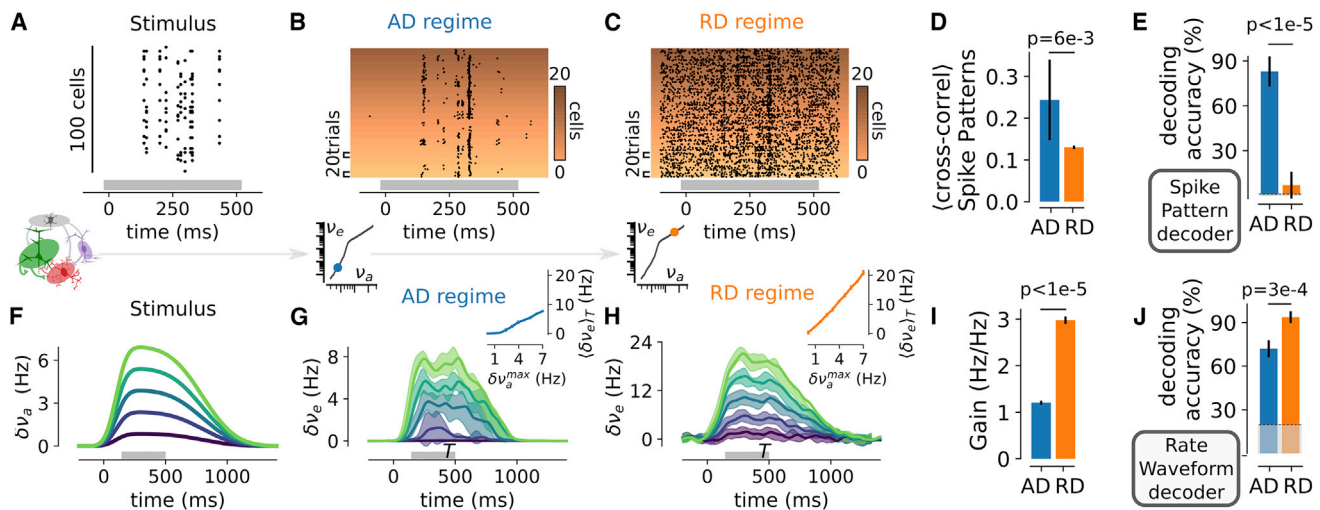 A Stimulus
100 cells
0 250 500
time (ms)
B AD regime
20trials
20
cells
0
0 250 500
time (ms)
νe
νa
C RD regime
20trials
20
cells
0
0 250 500
time (ms)
νe
νa
D
p=6e-3
⟨cross-correl⟩
Spike Patterns
0.3
0.2
0.1
0.0
AD RD
E
p<1e-5
decoding
accuracy (%)
90
60
30
AD RD
Spike
Pattern
decoder
F Stimulus
δνa (Hz)
6
3
0
0 500 1000
time (ms)
G AD regime
δνe (Hz)
8
4
0
T
0 500 1000
time (ms)
20
10
0
⟨δνe⟩T (Hz)
1 4 7
δνa^max (Hz)
H RD regime
δνe (Hz)
24
16
12
0
T
0 500 1000
time (ms)
20
10
0
⟨δνe⟩T (Hz)
1 4 7
δνa^max (Hz)
I
p<1e-5
Gain (Hz/Hz)
3
2
1
0
AD RD
J
p=3e-4
decoding
accuracy (%)
90
60
30
AD RD
Rate
Waveform
decoder